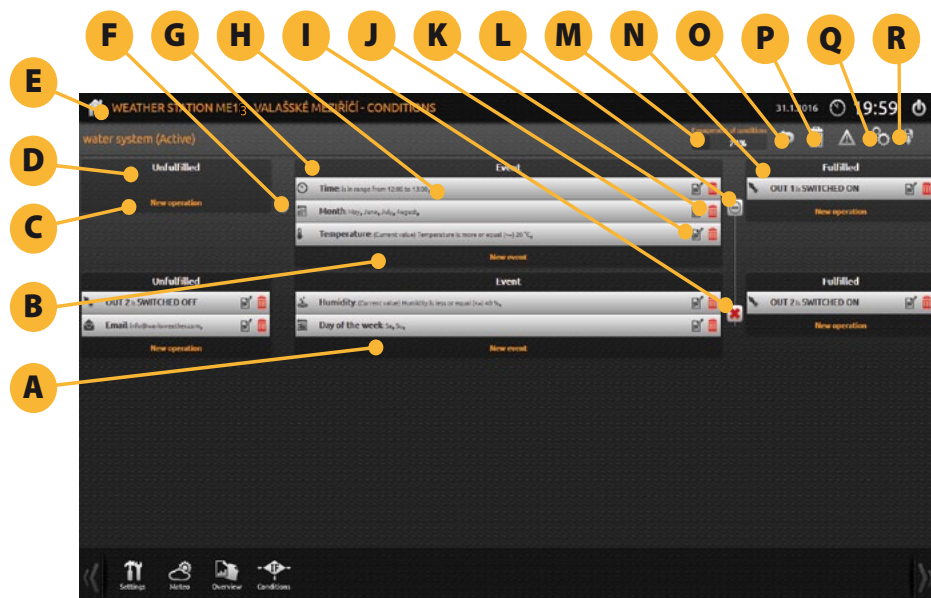 F G H I J K L M N O P Q R
E
WEATHER STATION ME13 VALAŠSKÉ MEZIŘÍČÍ - CONDITIONS
31.1.2016 19:59
water system (Active)
D
Unfulfilled
Event
Fulfilled
Time: is in range from 12:00 to 13:30,
OUT 1 is SWITCHED ON
New operation
Month: May, June, July, August,
New operation
C
Temperature: (Current value) Temperature is more or equal (>=) 20 °C,
New event
B
Unfulfilled
Event
Fulfilled
OUT 2 is SWITCHED OFF
Humidity: (Current value) Humidity is less or equal (<=) 40 %,
OUT 2 is SWITCHED ON
Email:
Day of the week: Sa, Su,
New operation
New operation
New event
A
Settings Meteo Overview Conditions